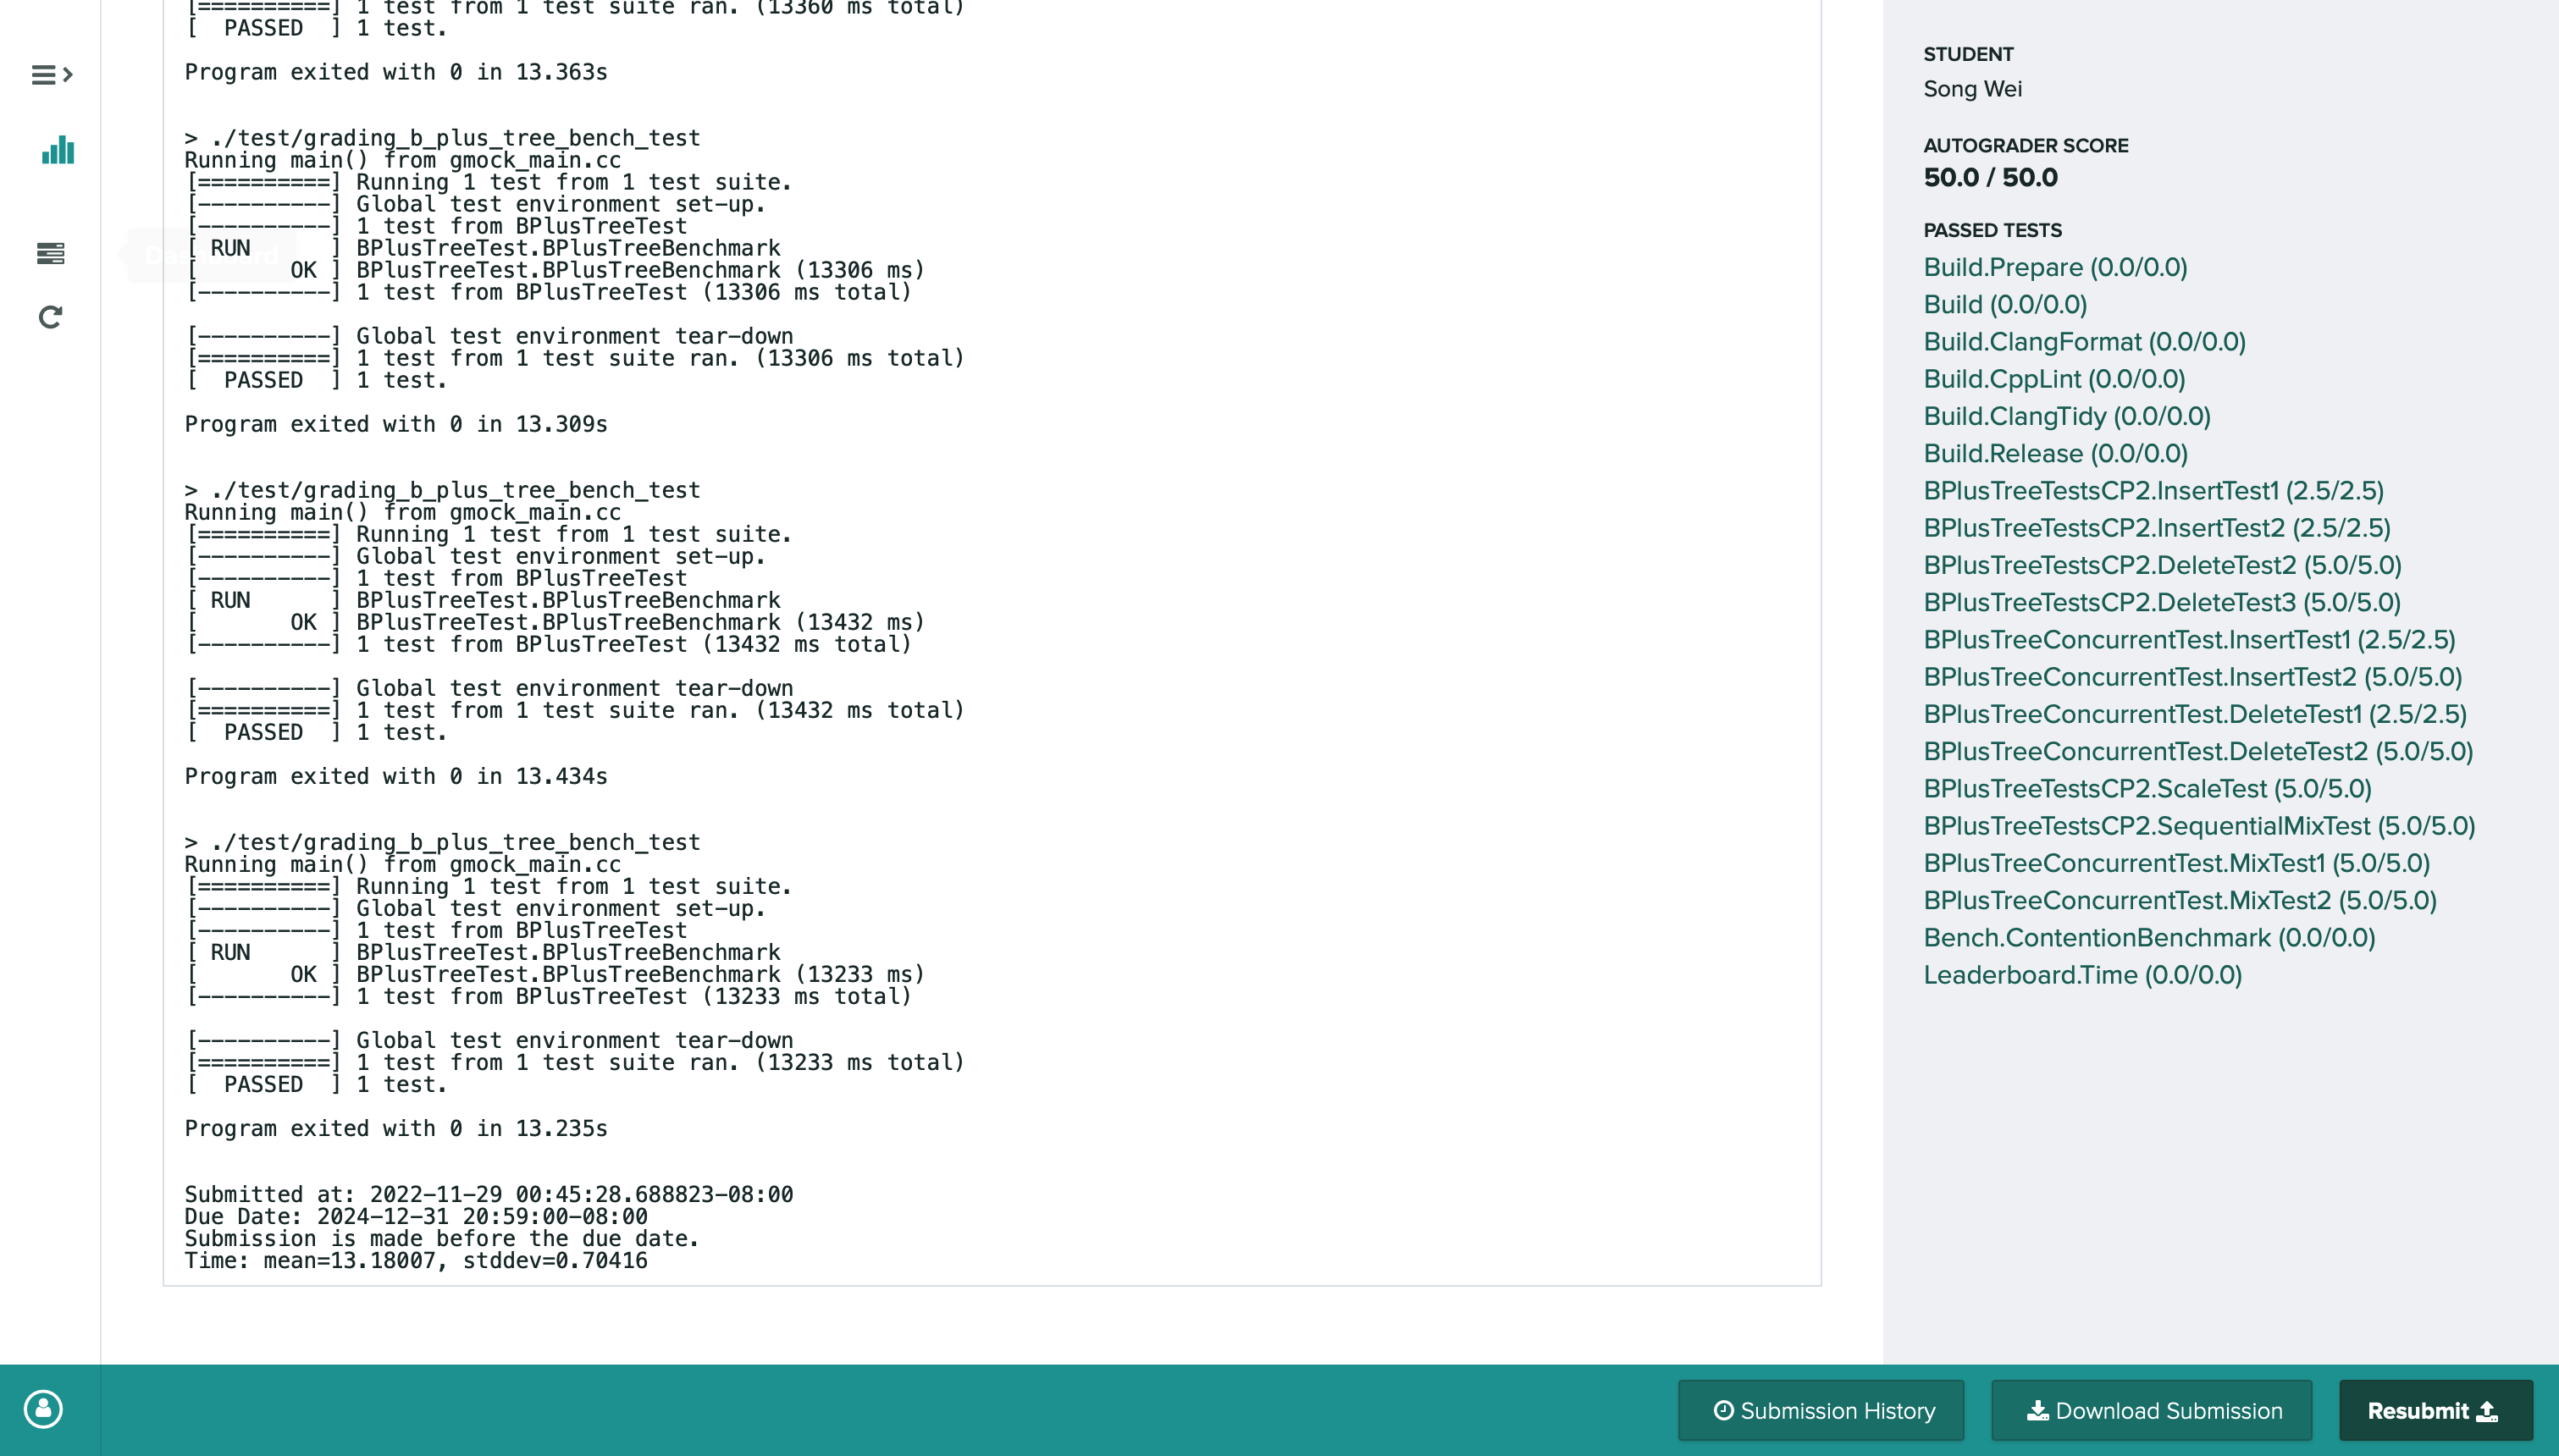 [==========] 1 test from 1 test suite ran. (13360 ms total)
[  PASSED  ] 1 test.
Program exited with 0 in 13.363s
> ./test/grading_b_plus_tree_bench_test
Running main() from gmock_main.cc
[==========] Running 1 test from 1 test suite.
[----------] Global test environment set-up.
[----------] 1 test from BPlusTreeTest
[ RUN      ] BPlusTreeTest.BPlusTreeBenchmark
[       OK ] BPlusTreeTest.BPlusTreeBenchmark (13306 ms)
[----------] 1 test from BPlusTreeTest (13306 ms total)
[----------] Global test environment tear-down
[==========] 1 test from 1 test suite ran. (13306 ms total)
[  PASSED  ] 1 test.
Program exited with 0 in 13.309s
> ./test/grading_b_plus_tree_bench_test
Running main() from gmock_main.cc
[==========] Running 1 test from 1 test suite.
[----------] Global test environment set-up.
[----------] 1 test from BPlusTreeTest
[ RUN      ] BPlusTreeTest.BPlusTreeBenchmark
[       OK ] BPlusTreeTest.BPlusTreeBenchmark (13432 ms)
[----------] 1 test from BPlusTreeTest (13432 ms total)
[----------] Global test environment tear-down
[==========] 1 test from 1 test suite ran. (13432 ms total)
[  PASSED  ] 1 test.
Program exited with 0 in 13.434s
> ./test/grading_b_plus_tree_bench_test
Running main() from gmock_main.cc
[==========] Running 1 test from 1 test suite.
[----------] Global test environment set-up.
[----------] 1 test from BPlusTreeTest
[ RUN      ] BPlusTreeTest.BPlusTreeBenchmark
[       OK ] BPlusTreeTest.BPlusTreeBenchmark (13233 ms)
[----------] 1 test from BPlusTreeTest (13233 ms total)
[----------] Global test environment tear-down
[==========] 1 test from 1 test suite ran. (13233 ms total)
[  PASSED  ] 1 test.
Program exited with 0 in 13.235s
Submitted at: 2022-11-29 00:45:28.688823-08:00
Due Date: 2024-12-31 20:59:00-08:00
Submission is made before the due date.
Time: mean=13.18007, stddev=0.70416
STUDENT
Song Wei
AUTOGRADER SCORE
50.0 / 50.0
PASSED TESTS
Build.Prepare (0.0/0.0)
Build (0.0/0.0)
Build.ClangFormat (0.0/0.0)
Build.CppLint (0.0/0.0)
Build.ClangTidy (0.0/0.0)
Build.Release (0.0/0.0)
BPlusTreeTestsCP2.InsertTest1 (2.5/2.5)
BPlusTreeTestsCP2.InsertTest2 (2.5/2.5)
BPlusTreeTestsCP2.DeleteTest2 (5.0/5.0)
BPlusTreeTestsCP2.DeleteTest3 (5.0/5.0)
BPlusTreeConcurrentTest.InsertTest1 (2.5/2.5)
BPlusTreeConcurrentTest.InsertTest2 (5.0/5.0)
BPlusTreeConcurrentTest.DeleteTest1 (2.5/2.5)
BPlusTreeConcurrentTest.DeleteTest2 (5.0/5.0)
BPlusTreeTestsCP2.ScaleTest (5.0/5.0)
BPlusTreeTestsCP2.SequentialMixTest (5.0/5.0)
BPlusTreeConcurrentTest.MixTest1 (5.0/5.0)
BPlusTreeConcurrentTest.MixTest2 (5.0/5.0)
Bench.ContentionBenchmark (0.0/0.0)
Leaderboard.Time (0.0/0.0)
Submission History
Download Submission
Resubmit